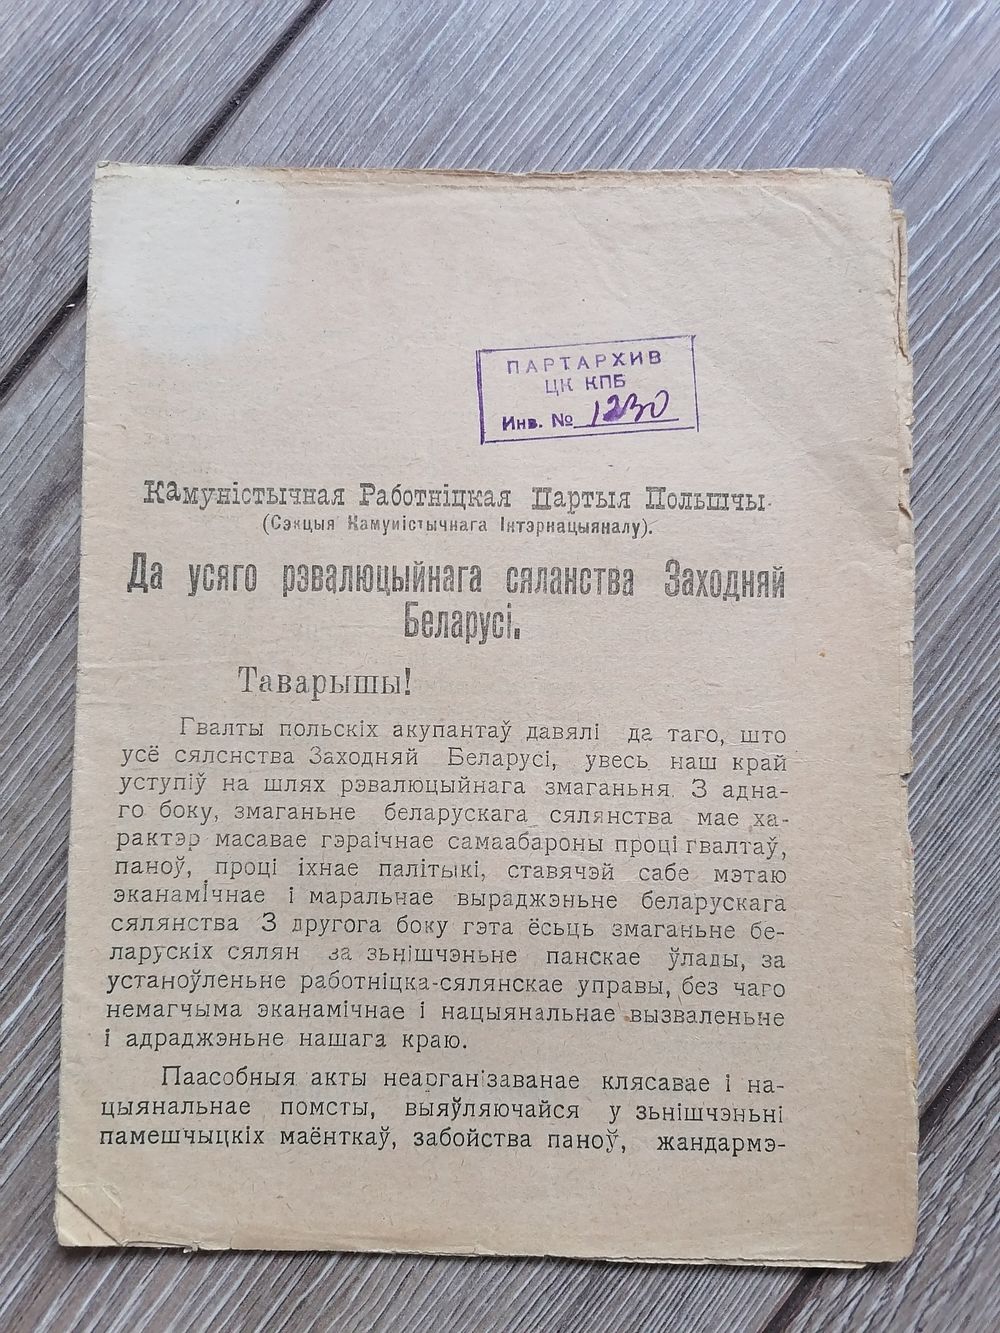 ПАРТАРХИВ
ЦК КПБ
Инв. № 1230
Камуністычная Работніцкая Партыя Польшчы
(Сэкцыя Камуністычнага Інтэрнацыяналу).
Да усяго рэвалюцыйнага сяланства Заходняй
Беларусі.
Таварышы!
Гвалты польскіх акупантаў давялі да таго, што
усё сялснства Заходняй Беларусі, увесь наш край
уступіў на шлях рэвалюцыйнага змаганьня. З адна-
го боку, змаганьне беларускага сялянства мае ха-
рактэр масавае гэраічнае самаабароны проці гвалтаў,
паноў, проці іхнае палітыкі, ставячэй сабе мэтаю
эканамічнае і маральнае выраджэньне беларускага
сялянства З другога боку гэта ёсьць змаганьне бе-
ларускіх сялян за зьнішчэньне панскае ўлады, за
устаноўленьне работніцка-сялянскае управы, без чаго
немагчыма эканамічнае і нацыянальнае вызваленьне
і адраджэньне нашага краю.
Паасобныя акты неарганізаванае клясавае і на-
цыянальнае помсты, выяўляючайся у зьнішчэньні
памешчыцкіх маёнткаў, забойства паноў, жандармэ-